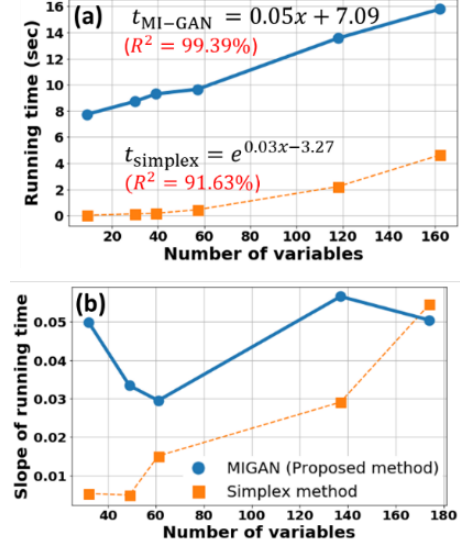 (a)
t_MI−GAN = 0.05x + 7.09
(R² = 99.39%)
t_simplex = e^{0.03x−3.27}
(R² = 91.63%)
Running time (sec)
16
14
12
10
8
6
4
2
0
20 40 60 80 100 120 140 160
Number of variables
(b)
Slope of running time
0.05
0.04
0.03
0.02
0.01
MIGAN (Proposed method)
Simplex method
40 60 80 100 120 140 160 180
Number of variables